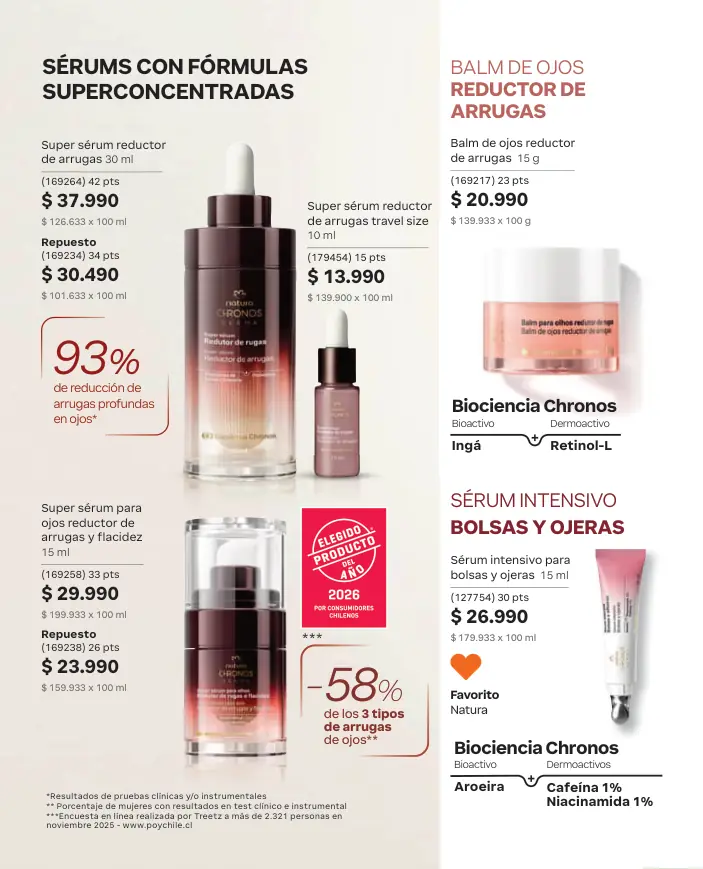 SÉRUMS CON FÓRMULAS
SUPERCONCENTRADAS
Super sérum reductor
de arrugas 30 ml
(169264) 42 pts
$ 37.990
$ 126.633 x 100 ml
Repuesto
(169234) 34 pts
$ 30.490
$ 101.633 x 100 ml
93%
de reducción de
arrugas profundas
en ojos*
natura
CHRONOS
DERMA
Super sérum
Redutor de rugas
Reductor de arrugas
Super sérum reductor
de arrugas travel size
10 ml
(179454) 15 pts
$ 13.990
$ 139.900 x 100 ml
Super sérum para
ojos reductor de
arrugas y flacidez
15 ml
(169258) 33 pts
$ 29.990
$ 199.933 x 100 ml
Repuesto
(169238) 26 pts
$ 23.990
$ 159.933 x 100 ml
natura
CHRONOS
DERMA
ELEGIDO
PRODUCTO
DEL
AÑO
2026
POR CONSUMIDORES
CHILENOS
***
-58%
de los 3 tipos
de arrugas
de ojos**
*Resultados de pruebas clínicas y/o instrumentales
** Porcentaje de mujeres con resultados en test clínico e instrumental
***Encuesta en línea realizada por Treetz a más de 2.321 personas en
noviembre 2025 - www.poychile.cl
BALM DE OJOS
REDUCTOR DE
ARRUGAS
Balm de ojos reductor
de arrugas 15 g
(169217) 23 pts
$ 20.990
$ 139.933 x 100 g
Balm para olhos redutor de rugas
Balm de ojos reductor de arrugas
Biociencia Chronos
Bioactivo
Dermoactivo
Ingá
+
Retinol-L
SÉRUM INTENSIVO
BOLSAS Y OJERAS
Sérum intensivo para
bolsas y ojeras 15 ml
(127754) 30 pts
$ 26.990
$ 179.933 x 100 ml
Favorito
Natura
Biociencia Chronos
Bioactivo
Dermoactivos
Aroeira
+
Cafeína 1%
Niacinamida 1%